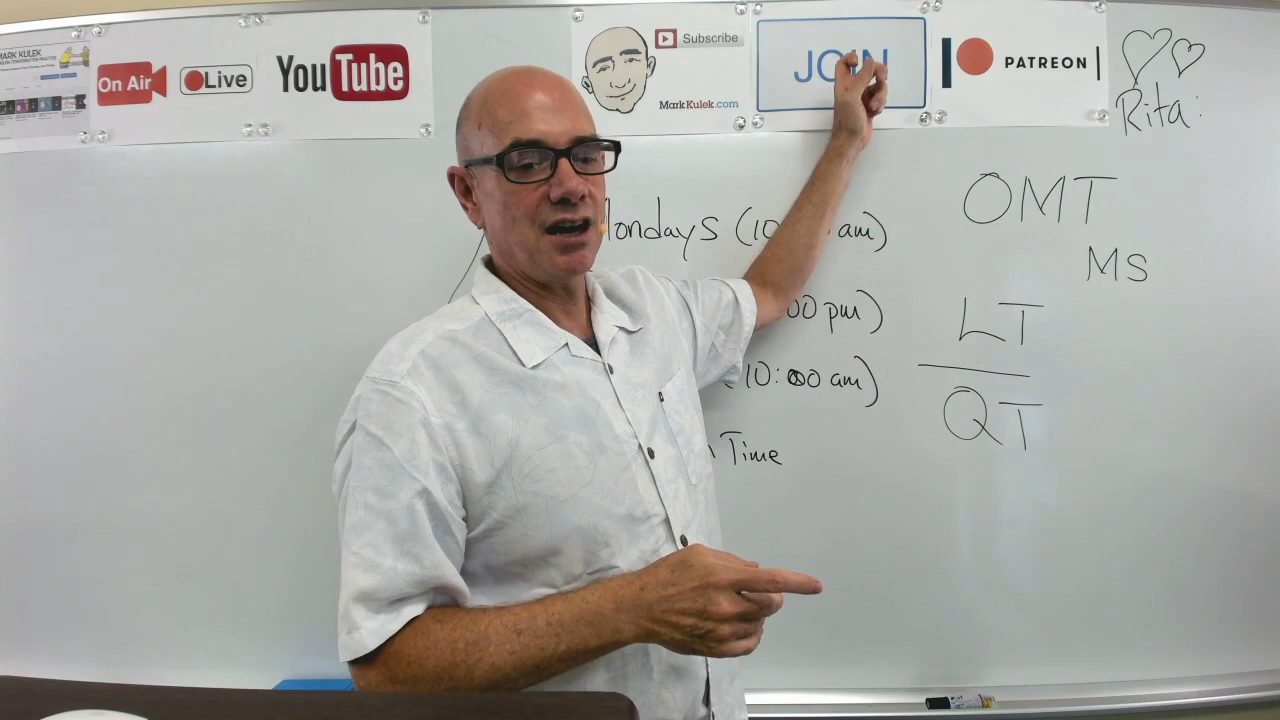 MARK KULEK
On Air
Live
YouTube
Subscribe
MarkKulek.com
JOIN
PATREON
Rita:
Mondays (10 am)
00 pm)
(10:00 am)
Time
OMT
MS
LT
QT